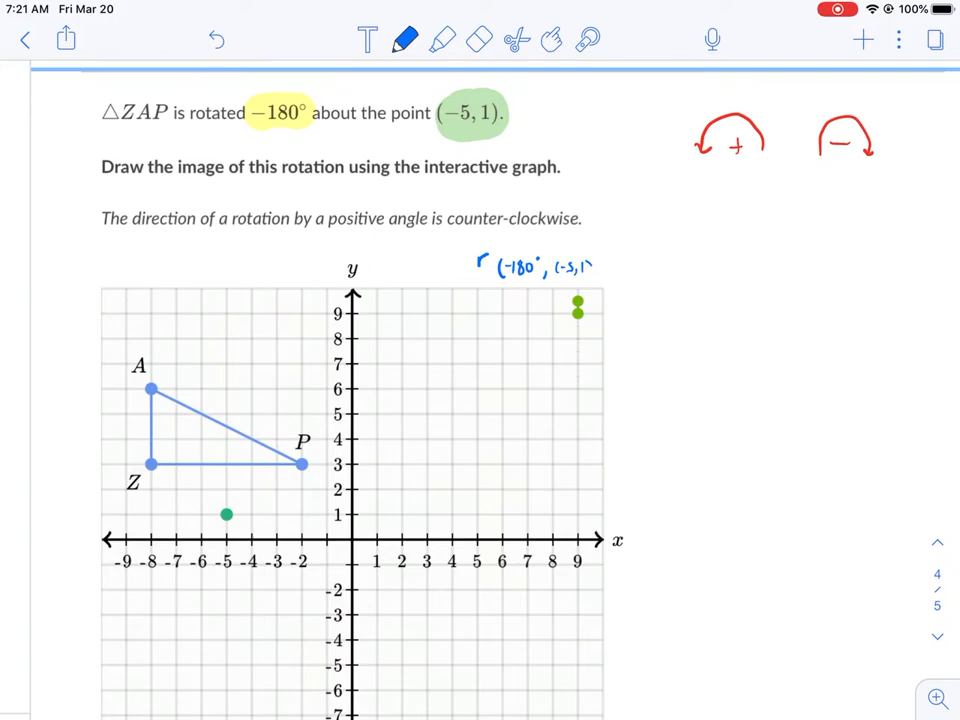 7:21 AM Fri Mar 20
100%
T
△ZAP is rotated −180° about the point (−5, 1).
+
−
Draw the image of this rotation using the interactive graph.
The direction of a rotation by a positive angle is counter-clockwise.
r (-180°, (-5,1)
y
9
8
A
7
6
5
P
4
3
Z
2
1
x
-9 -8 -7 -6 -5 -4 -3 -2 1 2 3 4 5 6 7 8 9
-2
-3
-4
-5
-6
-7
4
/
5